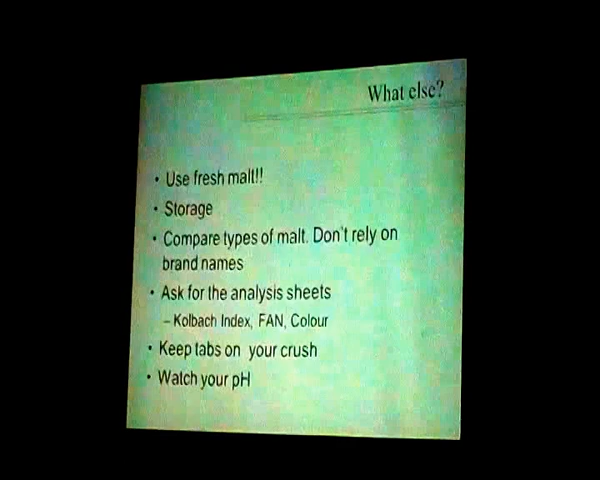 What else?
• Use fresh malt!!
• Storage
• Compare types of malt. Don't rely on
brand names
• Ask for the analysis sheets
– Kolbach Index, FAN, Colour
• Keep tabs on your crush
• Watch your pH